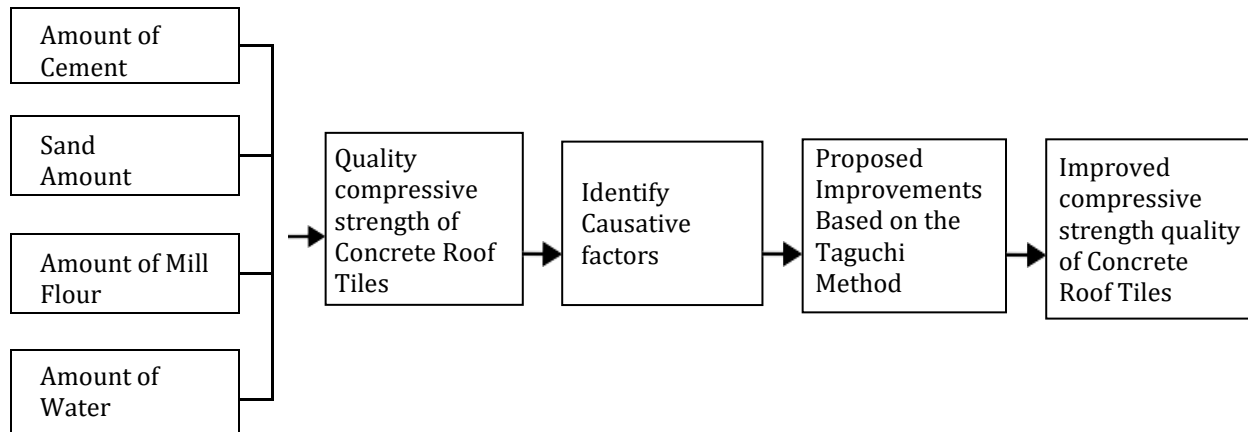 Amount of
Cement
Sand
Amount
Amount of Mill
Flour
Amount of
Water
Quality
compressive
strength of
Concrete Roof
Tiles
Identify
Causative
factors
Proposed
Improvements
Based on the
Taguchi
Method
Improved
compressive
strength quality
of Concrete
Roof Tiles